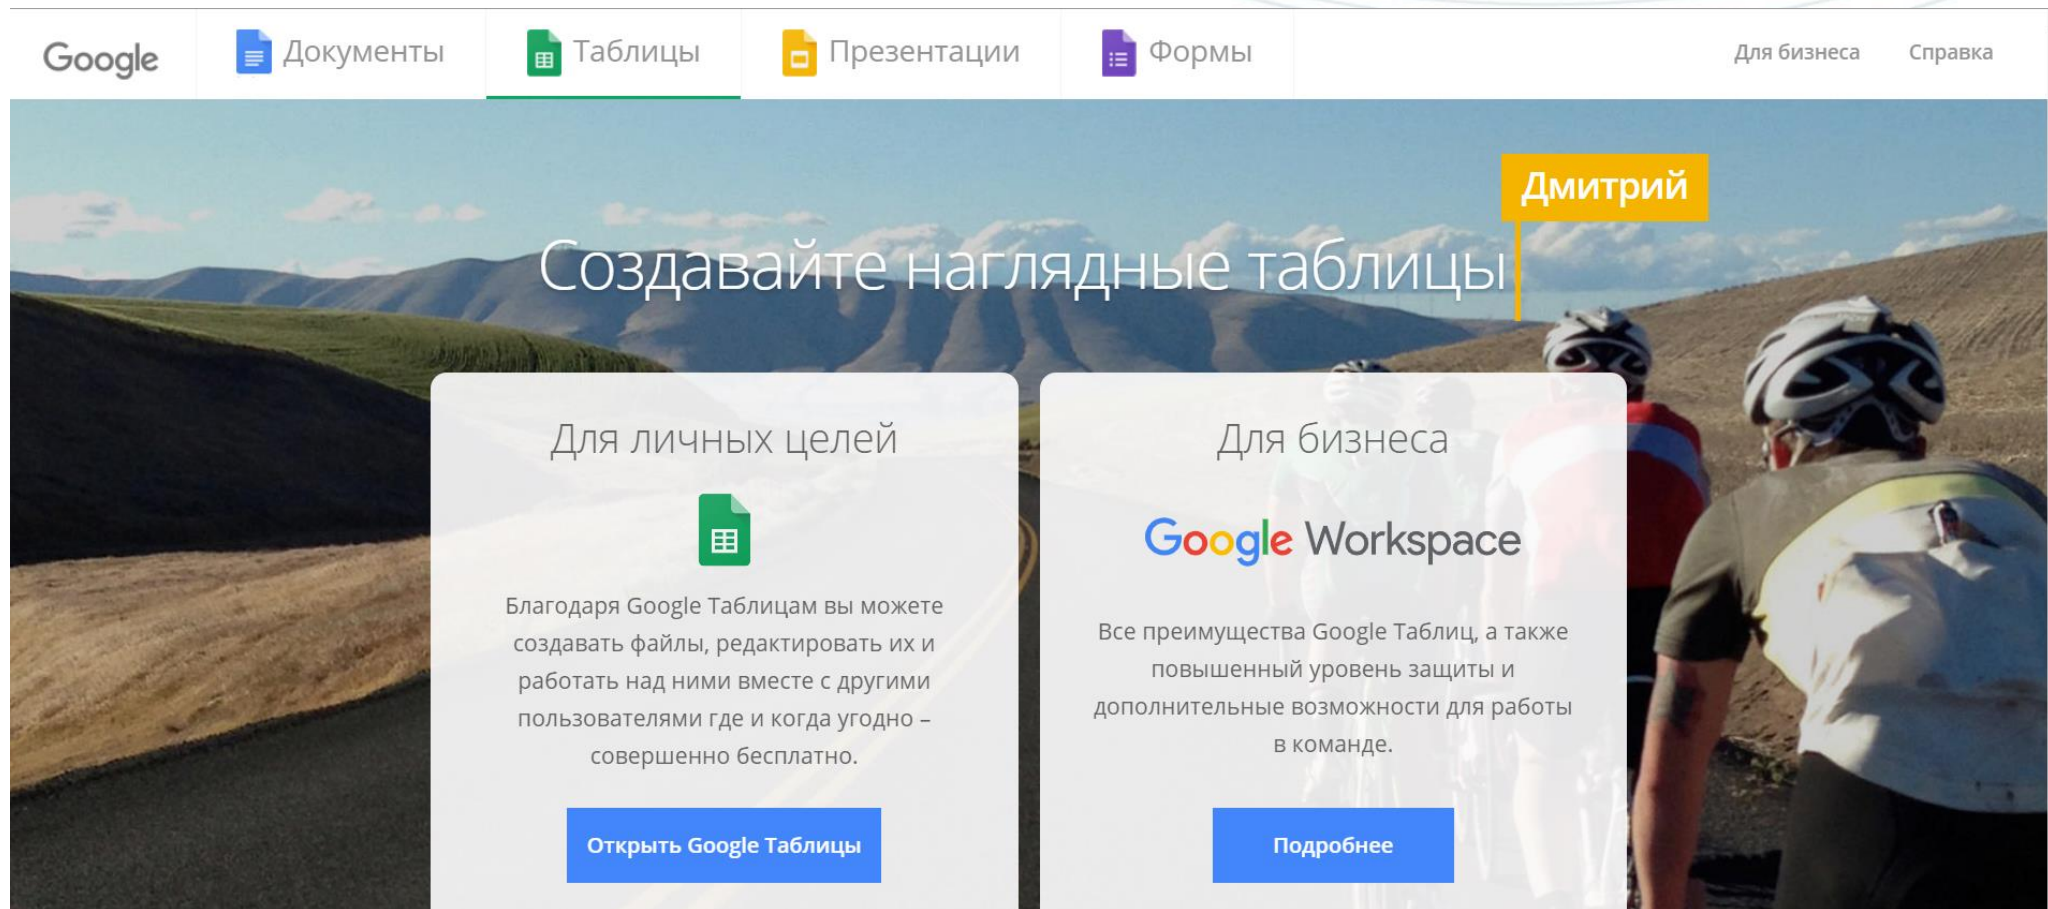 Google
Документы
Таблицы
Презентации
Формы
Для бизнеса
Справка
Дмитрий
Создавайте наглядные таблицы
Для личных целей
Благодаря Google Таблицам вы можете
создавать файлы, редактировать их и
работать над ними вместе с другими
пользователями где и когда угодно –
совершенно бесплатно.
Открыть Google Таблицы
Для бизнеса
Google Workspace
Все преимущества Google Таблиц, а также
повышенный уровень защиты и
дополнительные возможности для работы
в команде.
Подробнее